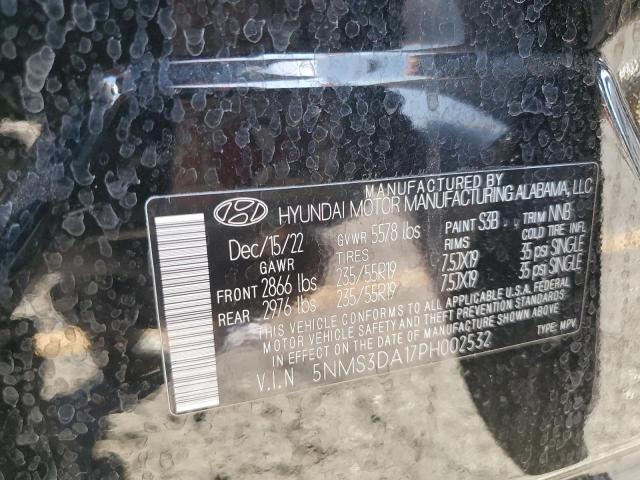 MANUFACTURED BY
HYUNDAI MOTOR MANUFACTURING ALABAMA, LLC
Dec/15/22 GVWR 5578 lbs PAINT S3B TRIM NNB
GAWR TIRES RIMS COLD TIRE INFL
FRONT 2866 lbs 235/55R19 7.5JX19 35 psi SINGLE
REAR 2976 lbs 235/55R19 7.5JX19 35 psi SINGLE
THIS VEHICLE CONFORMS TO ALL APPLICABLE U.S.A. FEDERAL
MOTOR VEHICLE SAFETY AND THEFT PREVENTION STANDARDS
IN EFFECT ON THE DATE OF MANUFACTURE SHOWN ABOVE.
V.I.N 5NMS3DA17PH002532 TYPE: MPV